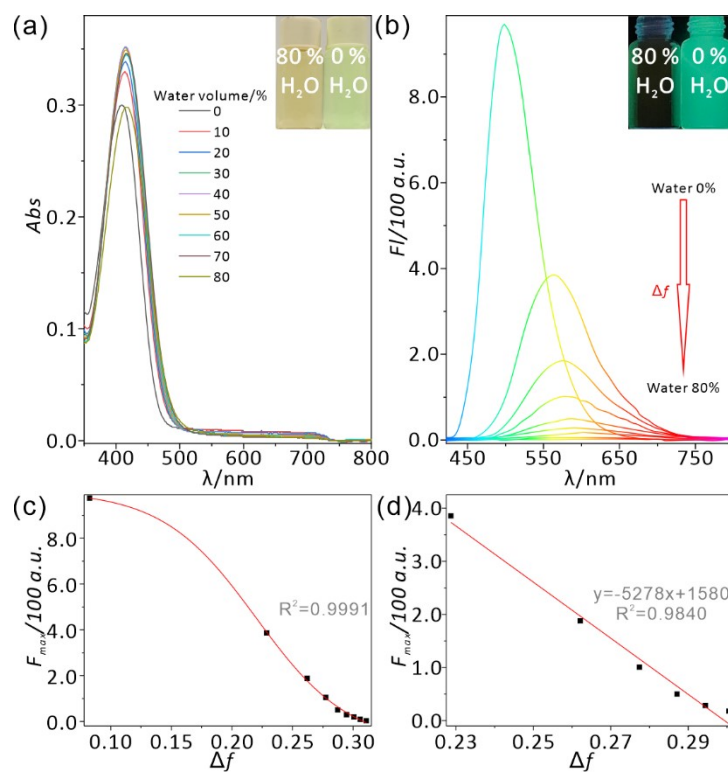 (a)
80 % 0 %
H₂O H₂O
Water volume/%
0
10
20
30
40
50
60
70
80
Abs
0.3
0.2
0.1
0.0
400 500 600 700 800
λ/nm
(b)
80 % 0 %
H₂O H₂O
Water 0%
Δf
Water 80%
FI/100 a.u.
8.0
6.0
4.0
2.0
0.0
450 550 650 750
λ/nm
(c)
R²=0.9991
F_max/100 a.u.
8.0
6.0
4.0
2.0
0.0
0.10 0.15 0.20 0.25 0.30
Δf
(d)
y=-5278x+1580
R²=0.9840
F_max/100 a.u.
4.0
3.0
2.0
1.0
0.0
0.23 0.25 0.27 0.29
Δf